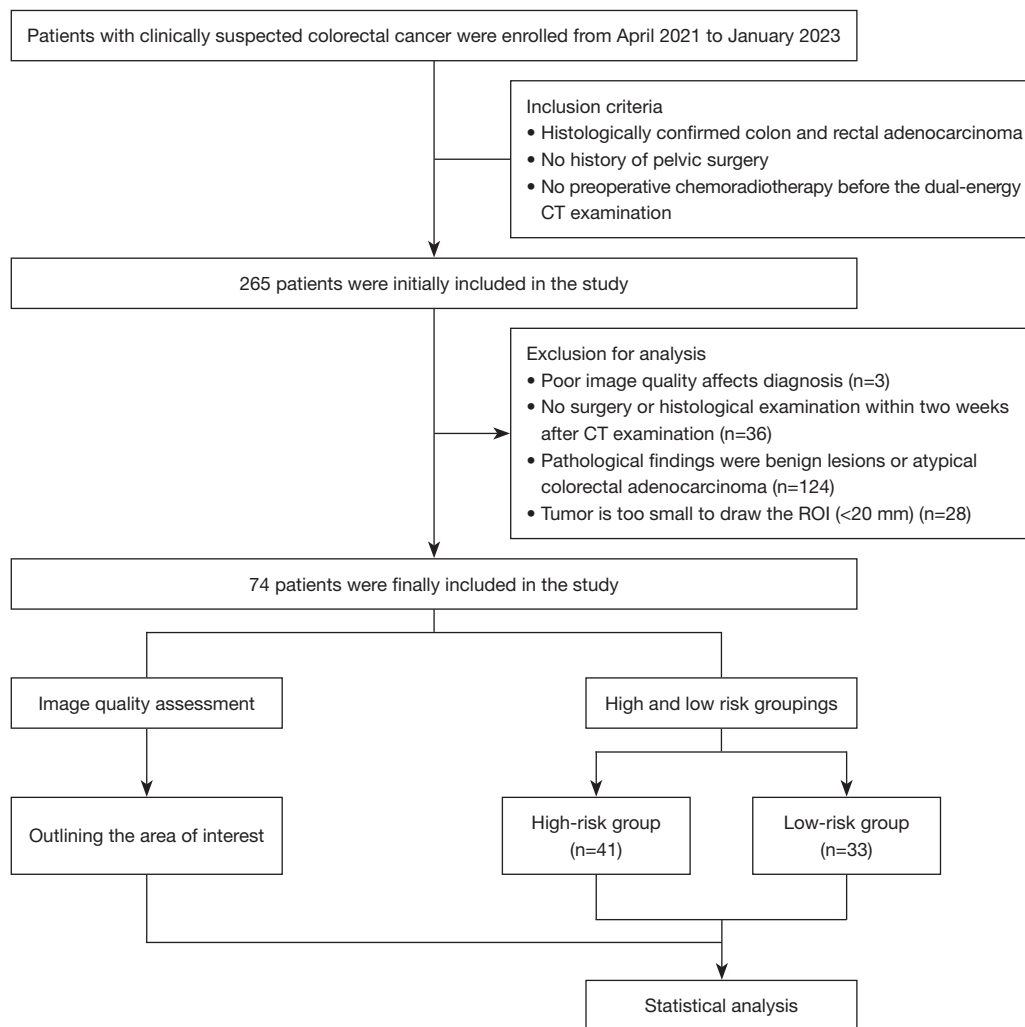 Patients with clinically suspected colorectal cancer were enrolled from April 2021 to January 2023
Inclusion criteria
• Histologically confirmed colon and rectal adenocarcinoma
• No history of pelvic surgery
• No preoperative chemoradiotherapy before the dual-energy
CT examination
265 patients were initially included in the study
Exclusion for analysis
• Poor image quality affects diagnosis (n=3)
• No surgery or histological examination within two weeks
after CT examination (n=36)
• Pathological findings were benign lesions or atypical
colorectal adenocarcinoma (n=124)
• Tumor is too small to draw the ROI (<20 mm) (n=28)
74 patients were finally included in the study
Image quality assessment
High and low risk groupings
Outlining the area of interest
High-risk group
(n=41)
Low-risk group
(n=33)
Statistical analysis